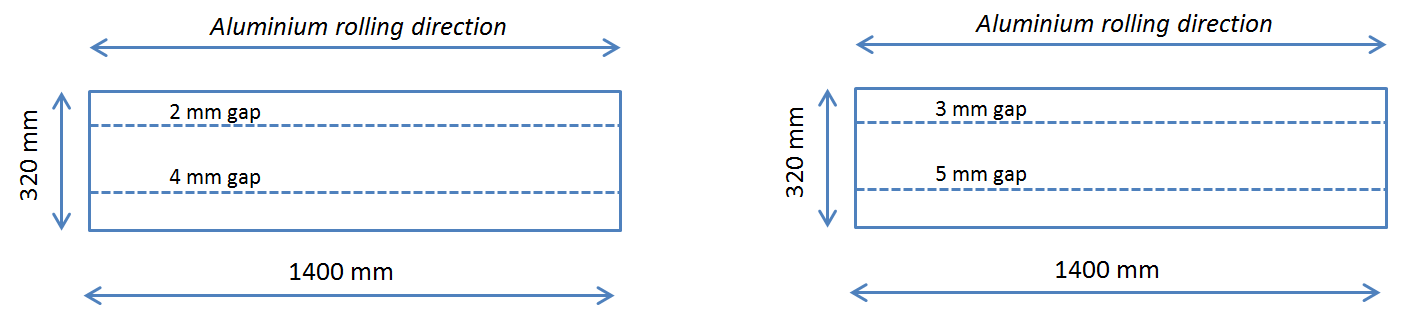 Aluminium rolling direction
2 mm gap
4 mm gap
320 mm
1400 mm
Aluminium rolling direction
3 mm gap
5 mm gap
320 mm
1400 mm